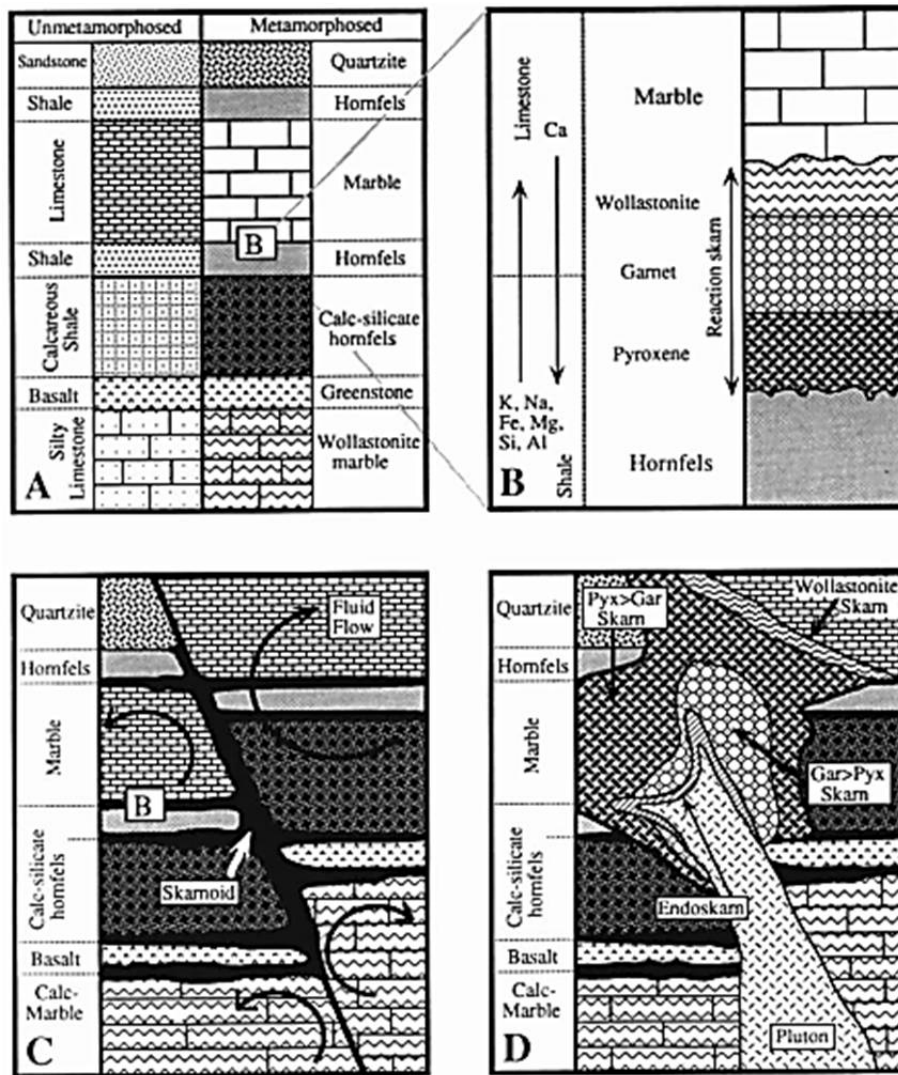 Unmetamorphosed
Metamorphosed
Sandstone
Quartzite
Shale
Hornfels
Limestone
Marble
B
Shale
Hornfels
Calcareous
Shale
Calc-silicate
hornfels
Basalt
Greenstone
Silty
Limestone
Wollastonite
marble
A
Limestone
Ca
Marble
Wollastonite
Garnet
Reaction skarn
Pyroxene
K, Na,
Fe, Mg,
Si, Al
Shale
Hornfels
B
Quartzite
Fluid
Flow
Hornfels
Marble
B
Calc-silicate
hornfels
Skarnoid
Basalt
Calc-
Marble
C
Quartzite
Pyx>Gar
Skarn
Wollastonite
Skarn
Hornfels
Marble
Gar>Pyx
Skarn
Calc-silicate
hornfels
Endoskarn
Basalt
Calc-
Marble
Pluton
D